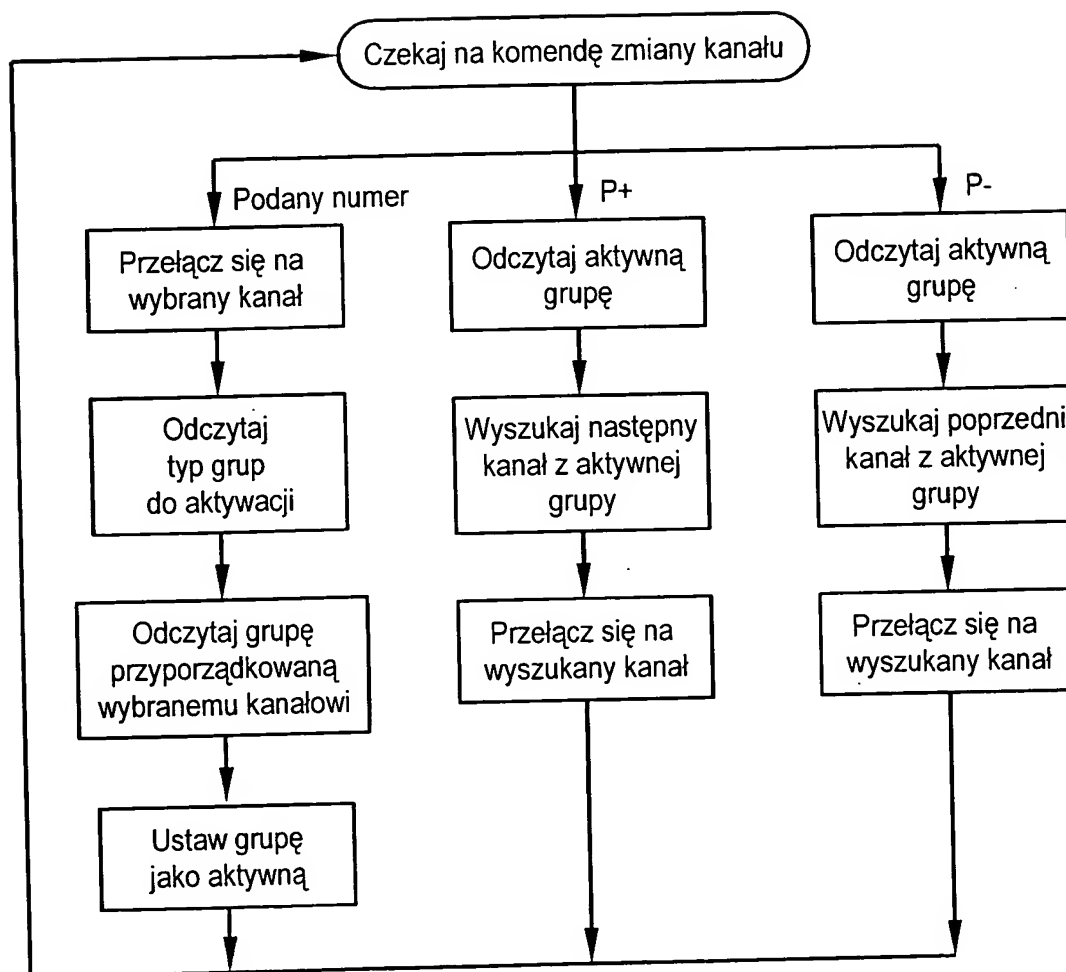 Czekaj na komendę zmiany kanału
Podany numer
Przełącz się na
wybrany kanał
Odczytaj
typ grup
do aktywacji
Odczytaj grupę
przyporządkowaną
wybranemu kanałowi
Ustaw grupę
jako aktywną
P+
Odczytaj aktywną
grupę
Wyszukaj następny
kanał z aktywnej
grupy
Przełącz się na
wyszukany kanał
P-
Odczytaj aktywną
grupę
Wyszukaj poprzedni
kanał z aktywnej
grupy
Przełącz się na
wyszukany kanał